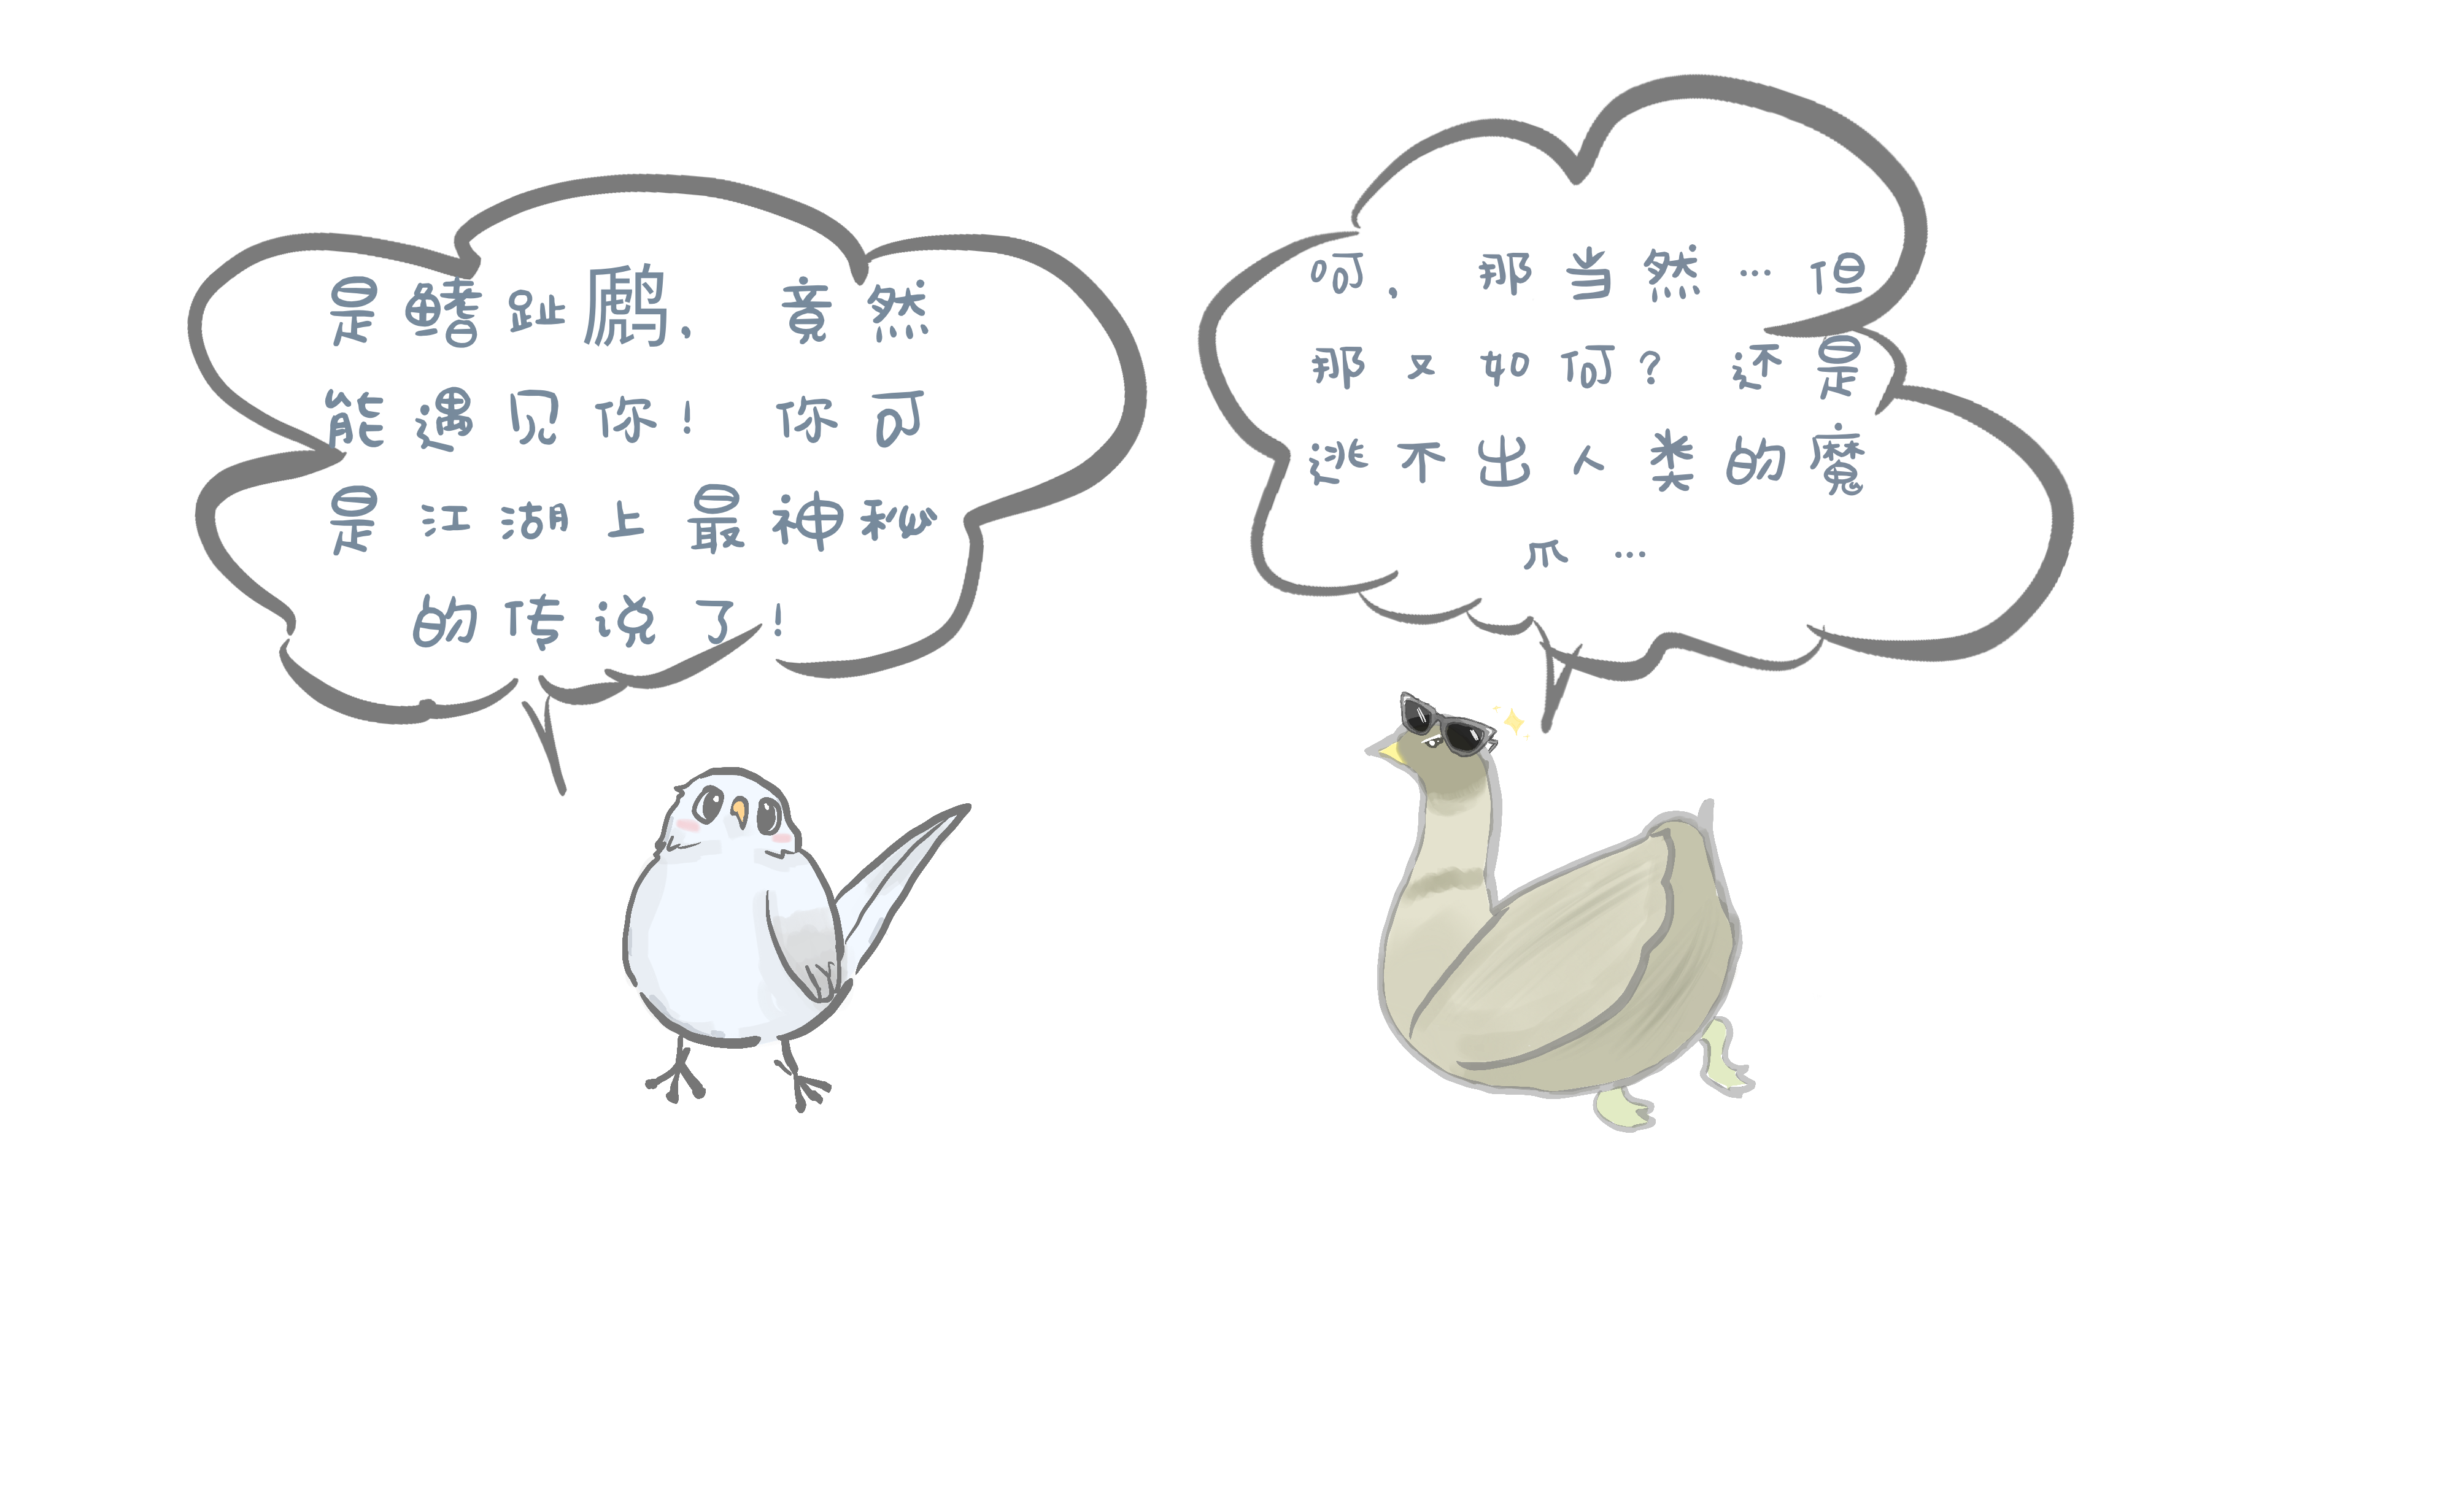 是鳍趾䴘，竟然
能遇见你！你可
是江湖上最神秘
的传说了！
呵，那当然…但
那又如何？还是
逃不出人类的魔
爪…